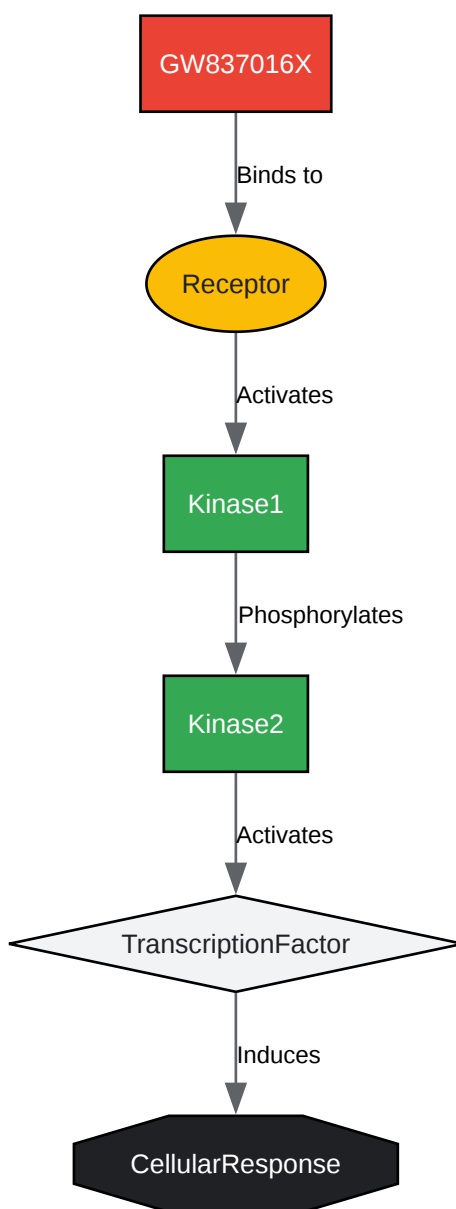 GW837016X
Binds to
Receptor
Activates
Kinase1
Phosphorylates
Kinase2
Activates
TranscriptionFactor
Induces
CellularResponse